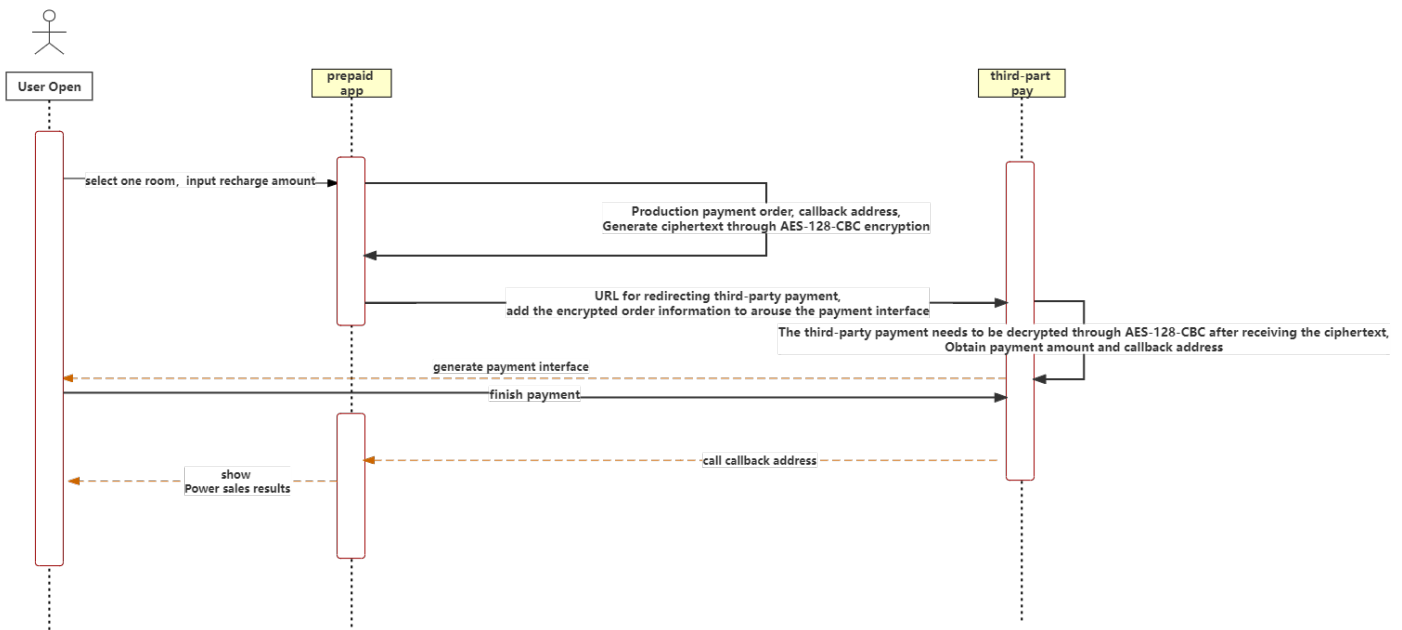 User Open
prepaid
app
third-part
pay
select one room，input recharge amount
Production payment order, callback address,
Generate ciphertext through AES-128-CBC encryption
URL for redirecting third-party payment,
add the encrypted order information to arouse the payment interface
The third-party payment needs to be decrypted through AES-128-CBC after receiving the ciphertext,
Obtain payment amount and callback address
generate payment interface
finish payment
call callback address
show
Power sales results